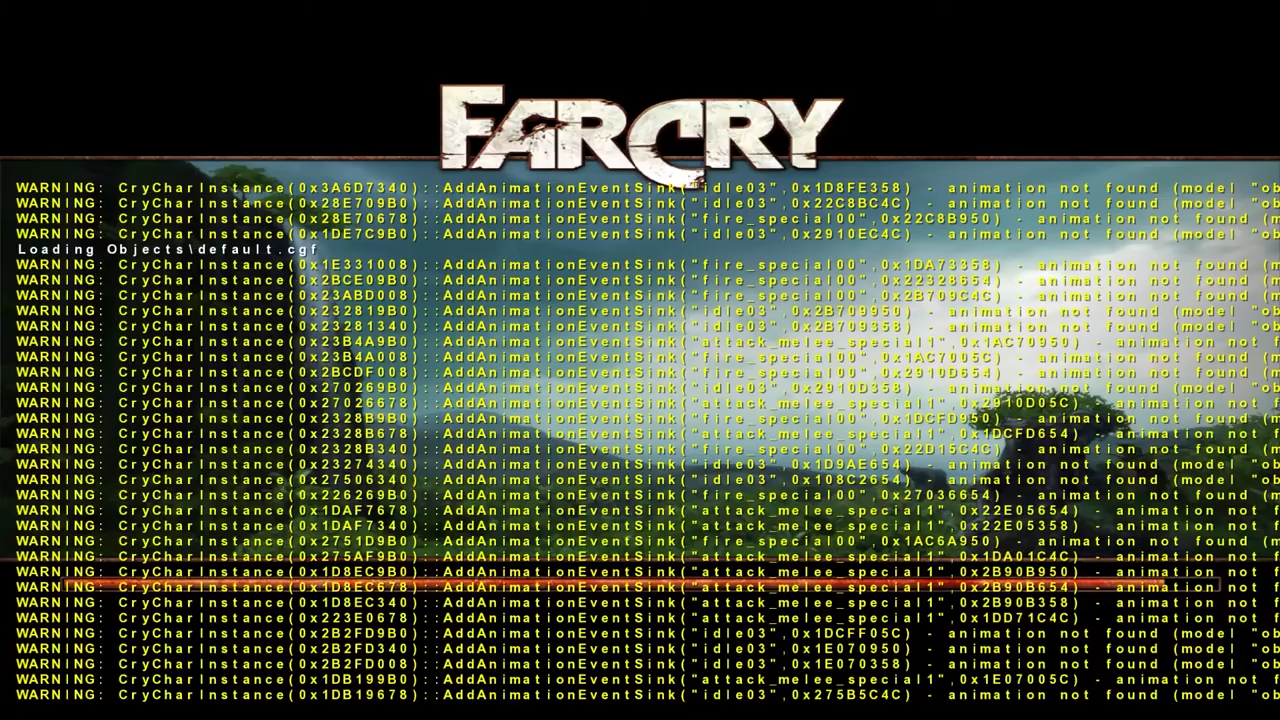 FARCRY
WARNING: CryCharInstance(0x3A6D7340)::AddAnimationEventSink("idle03",0x1D8FE358) - animation not found (model "ob
WARNING: CryCharInstance(0x28E709B0)::AddAnimationEventSink("idle03",0x22C8BC4C) - animation not found (model "ob
WARNING: CryCharInstance(0x28E70678)::AddAnimationEventSink("fire_special00",0x22C8B950) - animation not found (m
WARNING: CryCharInstance(0x1DE7C9B0)::AddAnimationEventSink("idle03",0x2910EC4C) - animation not found (model "ob
Loading Objects\default.cgf
WARNING: CryCharInstance(0x1E331008)::AddAnimationEventSink("fire_special00",0x1DA73358) - animation not found (m
WARNING: CryCharInstance(0x2BCE09B0)::AddAnimationEventSink("fire_special00",0x22328654) - animation not found (m
WARNING: CryCharInstance(0x23ABD008)::AddAnimationEventSink("fire_special00",0x2B709C4C) - animation not found (m
WARNING: CryCharInstance(0x232819B0)::AddAnimationEventSink("idle03",0x2B709950) - animation not found (model "ob
WARNING: CryCharInstance(0x23281340)::AddAnimationEventSink("idle03",0x2B709358) - animation not found (model "ob
WARNING: CryCharInstance(0x23B4A9B0)::AddAnimationEventSink("attack_melee_special1",0x1AC70950) - animation not f
WARNING: CryCharInstance(0x23B4A008)::AddAnimationEventSink("fire_special00",0x1AC7005C) - animation not found (m
WARNING: CryCharInstance(0x2BCDF008)::AddAnimationEventSink("fire_special00",0x2910D654) - animation not found (m
WARNING: CryCharInstance(0x270269B0)::AddAnimationEventSink("idle03",0x2910D358) - animation not found (model "ob
WARNING: CryCharInstance(0x27026678)::AddAnimationEventSink("attack_melee_special1",0x2910D05C) - animation not f
WARNING: CryCharInstance(0x2328B9B0)::AddAnimationEventSink("fire_special00",0x1DCFD950) - animation not found (m
WARNING: CryCharInstance(0x2328B678)::AddAnimationEventSink("attack_melee_special1",0x1DCFD654) - animation not f
WARNING: CryCharInstance(0x2328B340)::AddAnimationEventSink("fire_special00",0x22D15C4C) - animation not found (m
WARNING: CryCharInstance(0x23274340)::AddAnimationEventSink("idle03",0x1D9AE654) - animation not found (model "ob
WARNING: CryCharInstance(0x27506340)::AddAnimationEventSink("idle03",0x108C2654) - animation not found (model "ob
WARNING: CryCharInstance(0x226269B0)::AddAnimationEventSink("fire_special00",0x27036654) - animation not found (m
WARNING: CryCharInstance(0x1DAF7678)::AddAnimationEventSink("attack_melee_special1",0x22E05654) - animation not f
WARNING: CryCharInstance(0x1DAF7340)::AddAnimationEventSink("attack_melee_special1",0x22E05358) - animation not f
WARNING: CryCharInstance(0x2751D9B0)::AddAnimationEventSink("fire_special00",0x1AC6A950) - animation not found (m
WARNING: CryCharInstance(0x275AF9B0)::AddAnimationEventSink("attack_melee_special1",0x1DA01C4C) - animation not f
WARNING: CryCharInstance(0x1D8EC9B0)::AddAnimationEventSink("attack_melee_special1",0x2B90B950) - animation not f
WARNING: CryCharInstance(0x1D8EC678)::AddAnimationEventSink("attack_melee_special1",0x2B90B654) - animation not f
WARNING: CryCharInstance(0x1D8EC340)::AddAnimationEventSink("attack_melee_special1",0x2B90B358) - animation not f
WARNING: CryCharInstance(0x223E0678)::AddAnimationEventSink("attack_melee_special1",0x1DD71C4C) - animation not f
WARNING: CryCharInstance(0x2B2FD9B0)::AddAnimationEventSink("idle03",0x1DCFF05C) - animation not found (model "ob
WARNING: CryCharInstance(0x2B2FD340)::AddAnimationEventSink("idle03",0x1E070950) - animation not found (model "ob
WARNING: CryCharInstance(0x2B2FD008)::AddAnimationEventSink("idle03",0x1E070358) - animation not found (model "ob
WARNING: CryCharInstance(0x1DB199B0)::AddAnimationEventSink("attack_melee_special1",0x1E07005C) - animation not f
WARNING: CryCharInstance(0x1DB19678)::AddAnimationEventSink("idle03",0x275B5C4C) - animation not found (model "ob